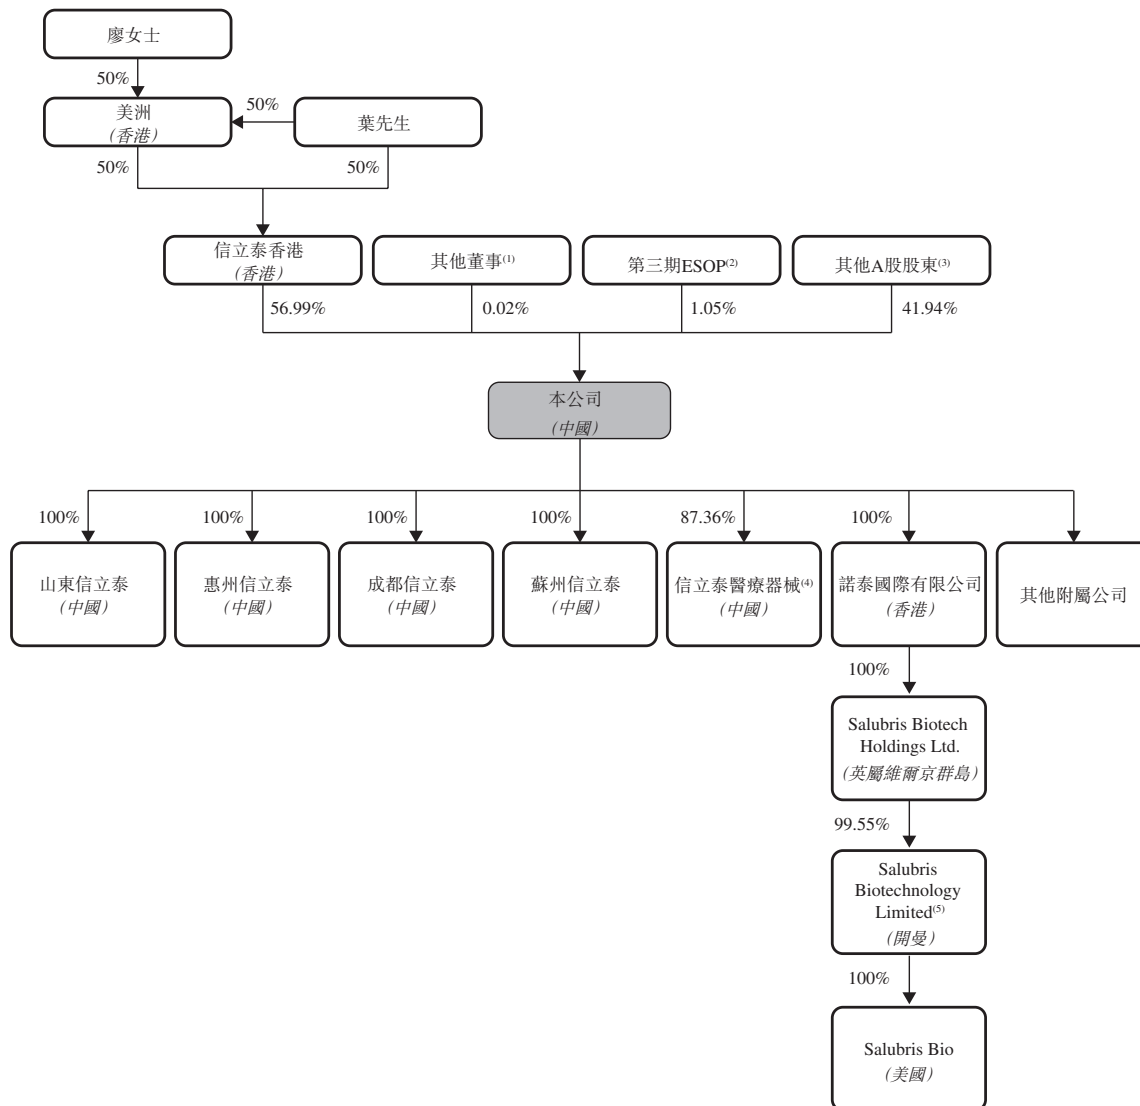 廖女士
50%
美洲
(香港)
50%
葉先生
50%
50%
信立泰香港
(香港)
其他董事(1)
第三期ESOP(2)
其他A股股東(3)
56.99%
0.02%
1.05%
41.94%
本公司
(中國)
100%
100%
100%
100%
87.36%
100%
山東信立泰
(中國)
惠州信立泰
(中國)
成都信立泰
(中國)
蘇州信立泰
(中國)
信立泰醫療器械(4)
(中國)
諾泰國際有限公司
(香港)
其他附屬公司
100%
Salubris Biotech
Holdings Ltd.
(英屬維爾京群島)
99.55%
Salubris
Biotechnology
Limited(5)
(開曼)
100%
Salubris Bio
(美國)